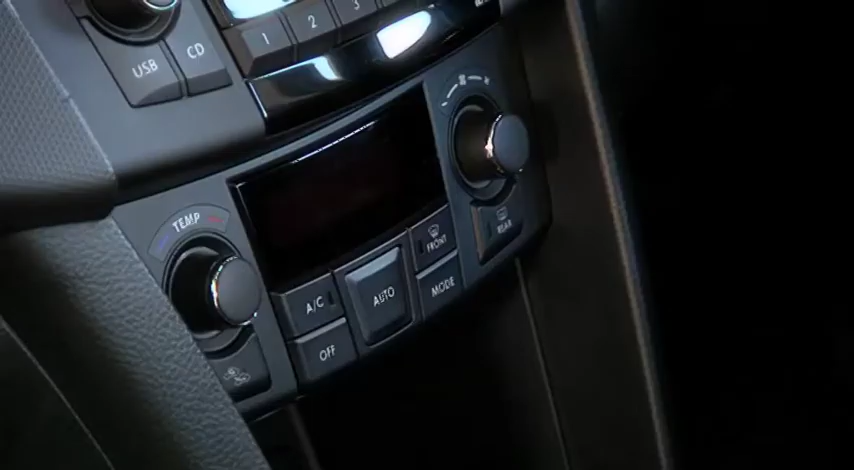 1 2 3
USB CD
TEMP
A/C AUTO FRONT REAR
OFF MODE